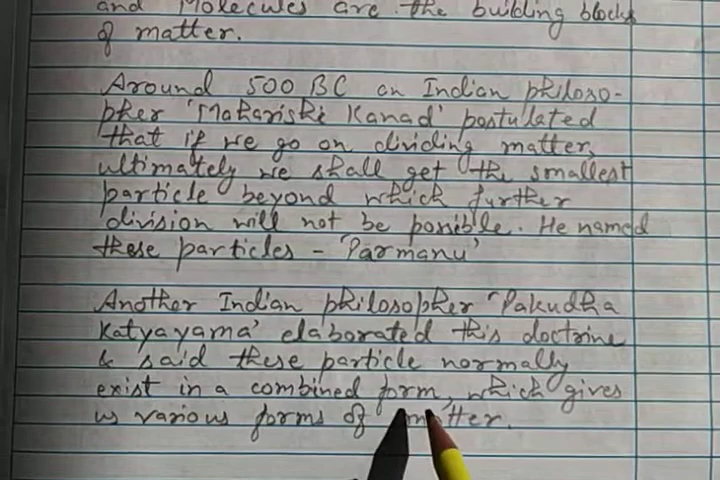 and Molecules are the building blocks
of matter.
Around 500 BC an Indian philoso-
pher 'Maharishi Kanad' postulated
that if we go on dividing matter,
ultimately we shall get the smallest
particle beyond which further
division will not be possible. He named
these particles - 'Parmanu'
Another Indian philosopher 'Pakudha
Katyayama' elaborated this doctrine
& said these particle normally
exist in a combined form, which gives
us various forms of matter.